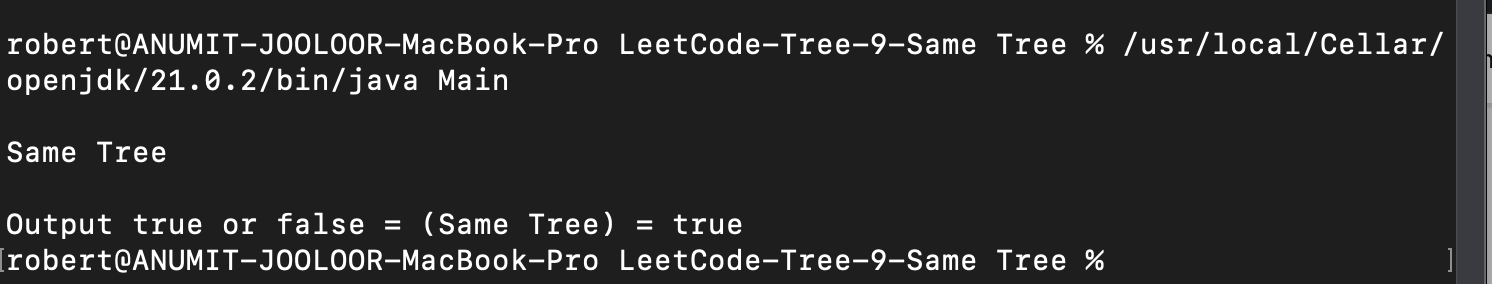 robert@ANUMIT-JOOLOOR-MacBook-Pro LeetCode-Tree-9-Same Tree % /usr/local/Cellar/
openjdk/21.0.2/bin/java Main
Same Tree
Output true or false = (Same Tree) = true
[robert@ANUMIT-JOOLOOR-MacBook-Pro LeetCode-Tree-9-Same Tree % ]